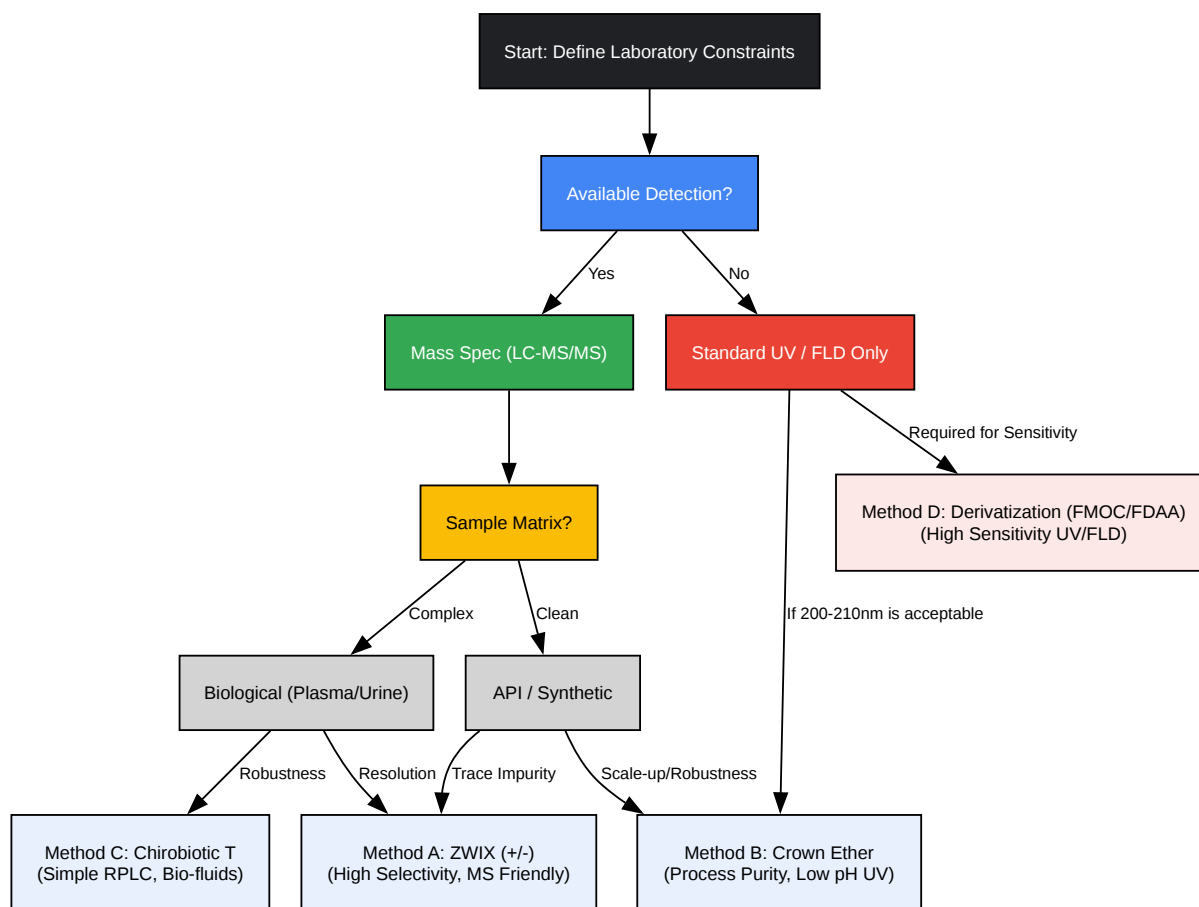 Start: Define Laboratory Constraints
Available Detection?
Yes
No
Mass Spec (LC-MS/MS)
Standard UV / FLD Only
Required for Sensitivity
Method D: Derivatization (FMOC/FDAA)
(High Sensitivity UV/FLD)
Sample Matrix?
Complex
Clean
If 200-210nm is acceptable
Biological (Plasma/Urine)
API / Synthetic
Robustness
Resolution
Trace Impurity
Scale-up/Robustness
Method C: Chirobiotic T
(Simple RPLC, Bio-fluids)
Method A: ZWIX (+/-)
(High Selectivity, MS Friendly)
Method B: Crown Ether
(Process Purity, Low pH UV)